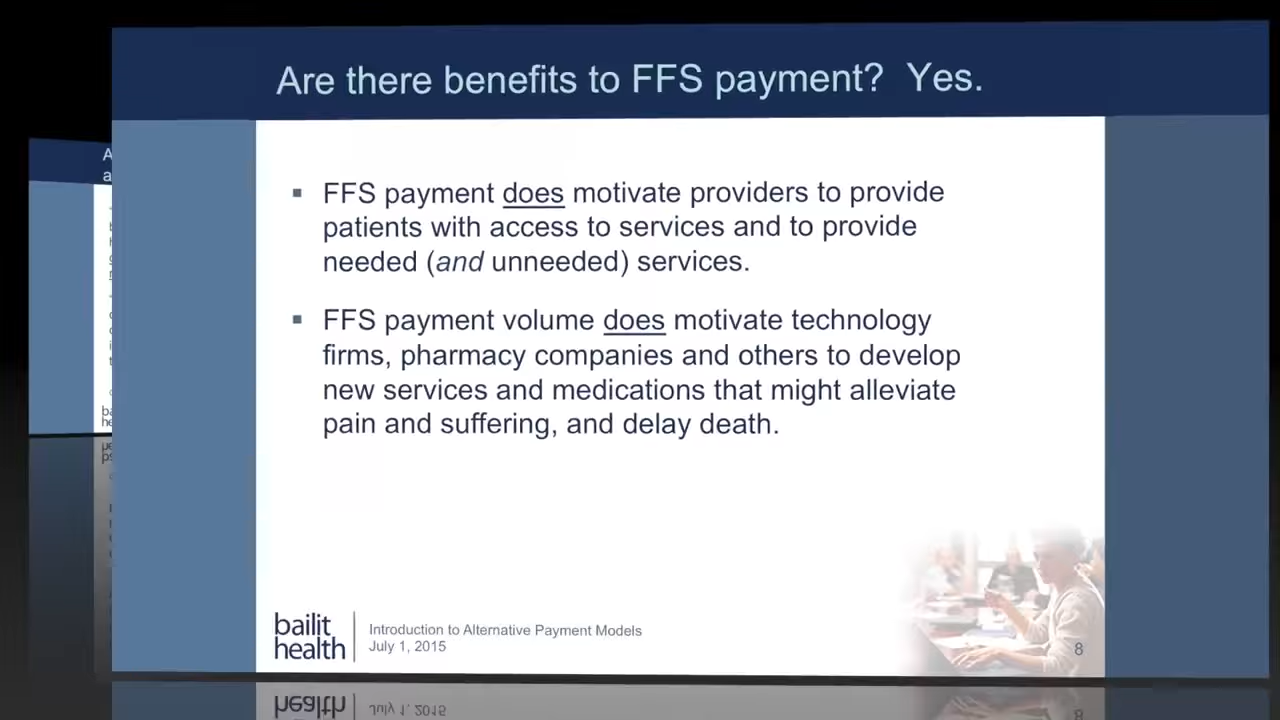 Are there benefits to FFS payment? Yes.
▪ FFS payment does motivate providers to provide
patients with access to services and to provide
needed (and unneeded) services.
▪ FFS payment volume does motivate technology
firms, pharmacy companies and others to develop
new services and medications that might alleviate
pain and suffering, and delay death.
bailit
health
Introduction to Alternative Payment Models
July 1, 2015
8